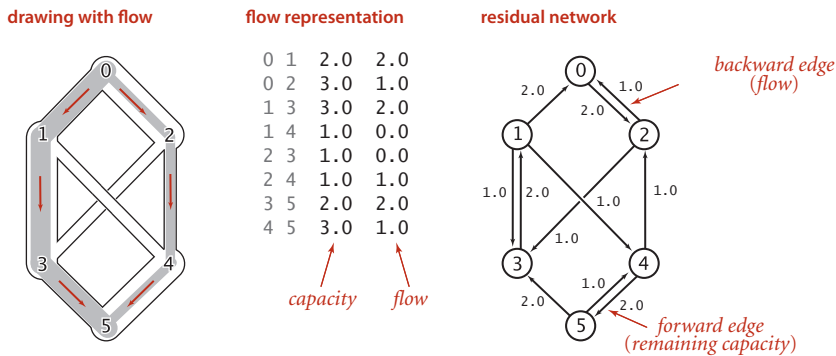 drawing with flow
0
1
2
3
4
5
flow representation
0 1 2.0 2.0
0 2 3.0 1.0
1 3 3.0 2.0
1 4 1.0 0.0
2 3 1.0 0.0
2 4 1.0 1.0
3 5 2.0 2.0
4 5 3.0 1.0
capacity
flow
residual network
0
backward edge
(flow)
2.0
1.0
2.0
1
2
1.0
2.0
1.0
1.0
1.0
3
4
1.0
2.0
2.0
5
forward edge
(remaining capacity)